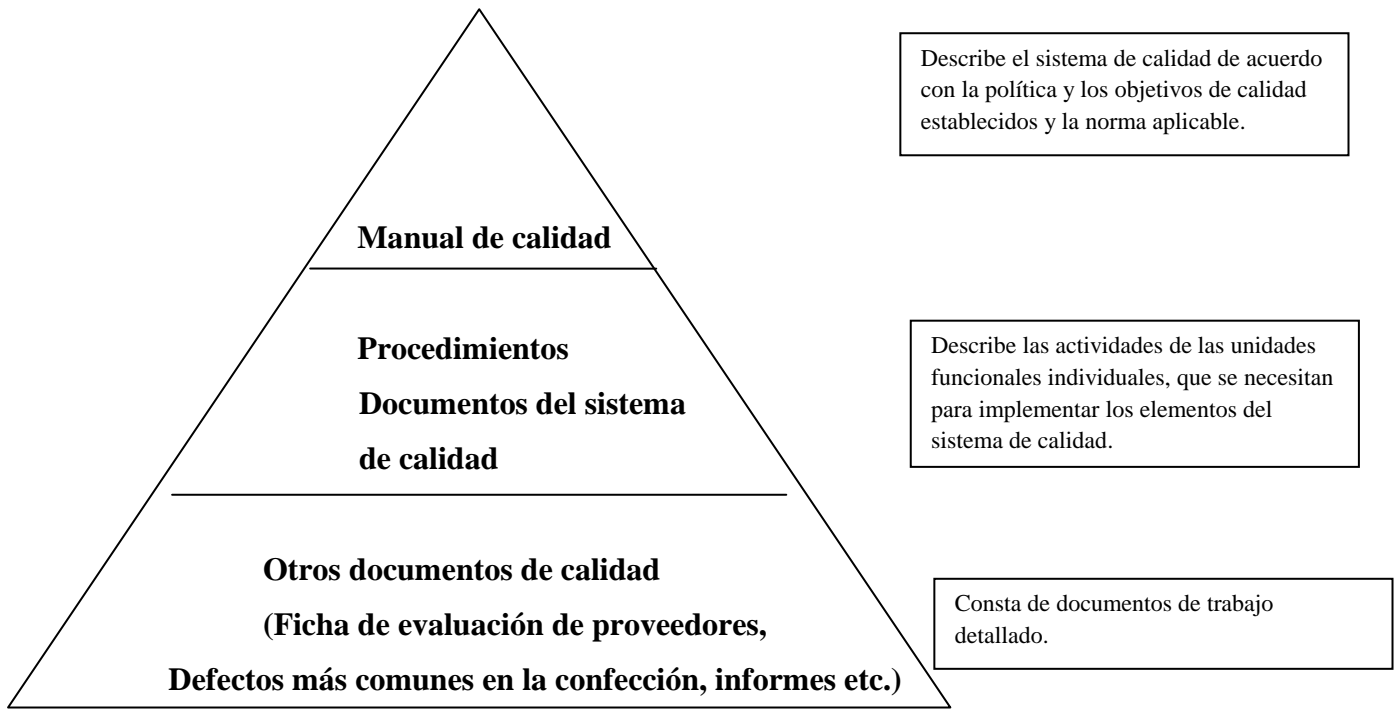 Describe el sistema de calidad de acuerdo
con la política y los objetivos de calidad
establecidos y la norma aplicable.
Manual de calidad
Procedimientos
Documentos del sistema
de calidad
Describe las actividades de las unidades
funcionales individuales, que se necesitan
para implementar los elementos del
sistema de calidad.
Otros documentos de calidad
(Ficha de evaluación de proveedores,
Defectos más comunes en la confección, informes etc.)
Consta de documentos de trabajo
detallado.